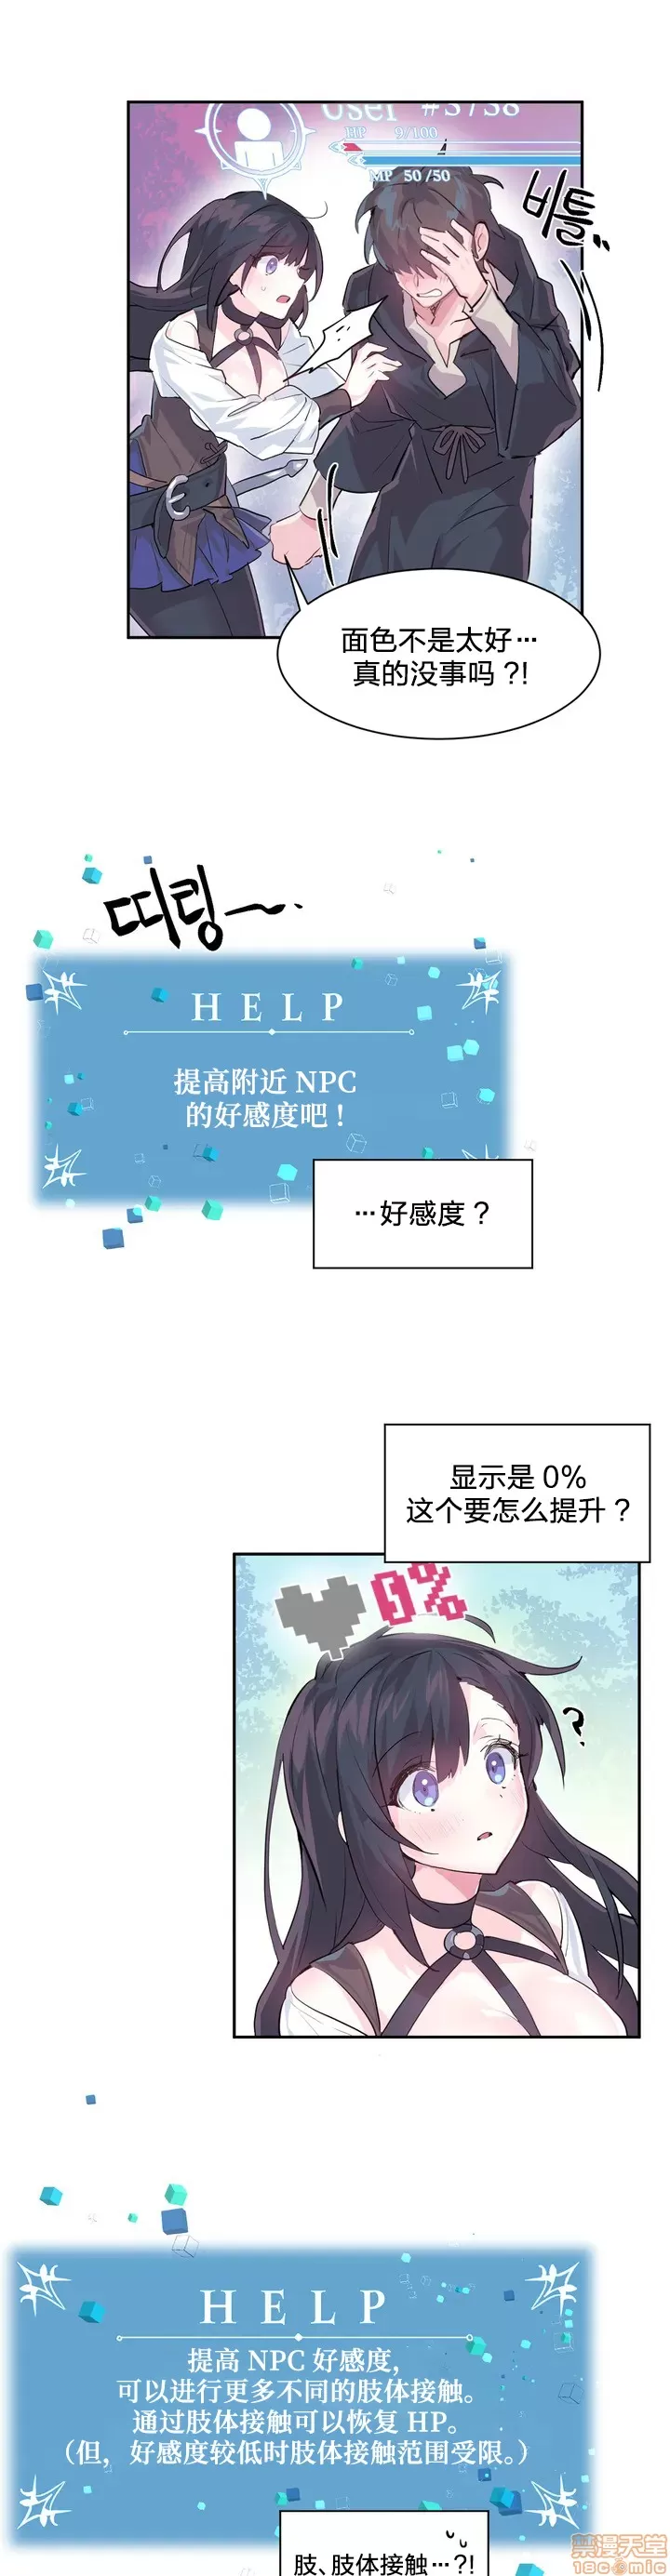 User #3738
HP 9/100
MP 50/50
비틀
面色不是太好…
真的没事吗？！
띠링~
HELP
提高附近 NPC
的好感度吧！
…好感度？
显示是 0%
这个要怎么提升？
0%
?
HELP
提高 NPC 好感度，
可以进行更多不同的肢体接触。
通过肢体接触可以恢复 HP。
（但，好感度较低时肢体接触范围受限。）
肢、肢体接触…？！
禁漫天堂
18comic